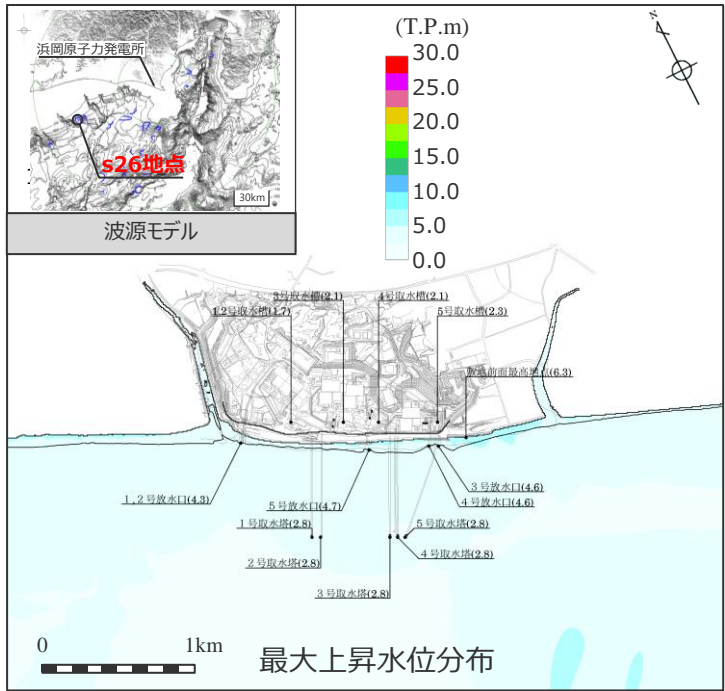 浜岡原子力発電所
s26地点
30km
波源モデル
(T.P.m)
30.0
25.0
20.0
15.0
10.0
5.0
0.0
N
3号取水槽(2.1)
4号取水槽(2.1)
1,2号取水槽(1.7)
5号取水槽(2.3)
敷地前面最高地点(6.3)
3号放水口(4.6)
1,2号放水口(4.3)
5号放水口(4.7)
4号放水口(4.6)
1号取水塔(2.8)
5号取水塔(2.8)
2号取水塔(2.8)
4号取水塔(2.8)
3号取水塔(2.8)
0 1km
最大上昇水位分布